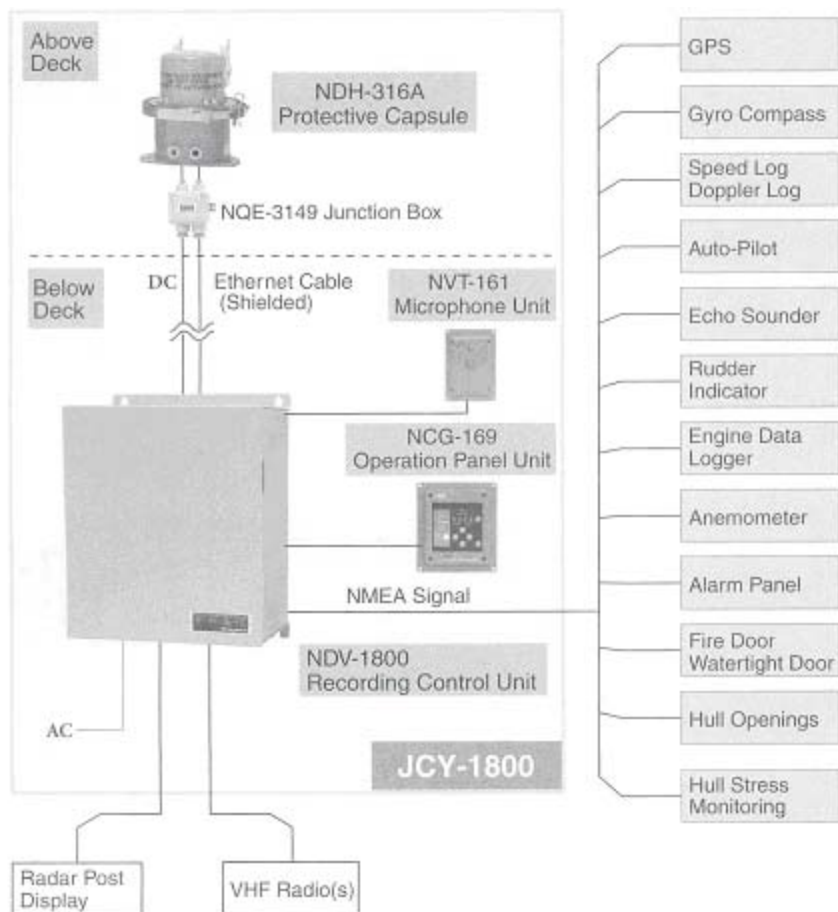 Above
Deck
NDH-316A
Protective Capsule
NQE-3149 Junction Box
Below
Deck
DC
Ethernet Cable
(Shielded)
NVT-161
Microphone Unit
NCG-169
Operation Panel Unit
NMEA Signal
NDV-1800
Recording Control Unit
AC
JCY-1800
Radar Post
Display
VHF Radio(s)
GPS
Gyro Compass
Speed Log
Doppler Log
Auto-Pilot
Echo Sounder
Rudder
Indicator
Engine Data
Logger
Anemometer
Alarm Panel
Fire Door
Watertight Door
Hull Openings
Hull Stress
Monitoring